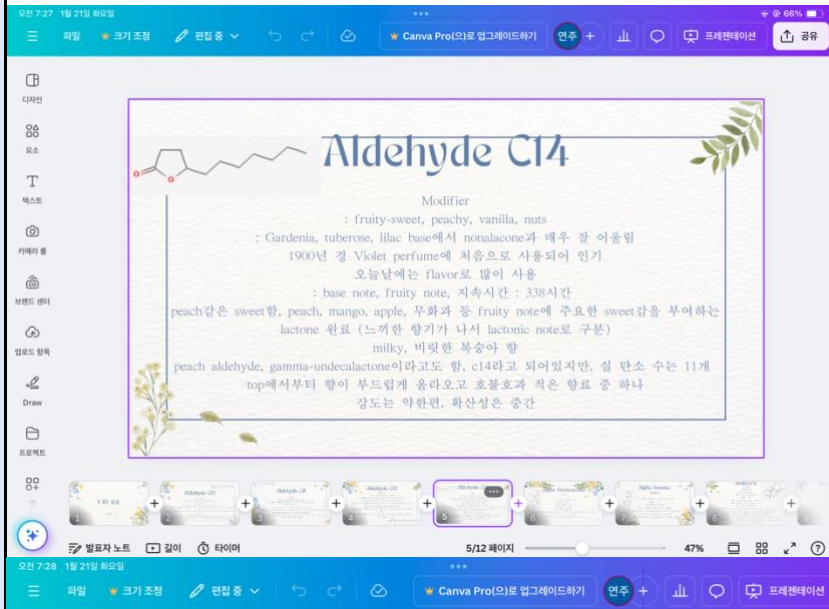 오전 7:27 1월 21일 화요일
66%
파일 크기 조정 편집 중 Canva Pro(으)로 업그레이드하기 연주 + 프레젠테이션 공유
디자인
요소
텍스트
카메라 롤
브랜드 센터
업로드 항목
Draw
프로젝트
Aldehyde C14
Modifier
: fruity-sweet, peachy, vanilla, nuts
: Gardenia, tuberose, lilac base에서 nonalacone과 매우 잘 어울림
1900년 경 Violet perfume에 처음으로 사용되어 인기
오늘날에는 flavor로 많이 사용
: base note, fruity note, 지속시간 : 338시간
peach같은 sweet함, peach, mango, apple, 무화과 등 fruity note에 주요한 sweet감을 부여하는
lactone 원료 (느끼한 향기가 나서 lactonic note로 구분)
milky, 비릿한 복숭아 향
peach aldehyde, gamma-undecalactone이라고도 함, c14라고 되어있지만, 실 탄소 수는 11개
top에서부터 향이 부드럽게 올라오고 호불호과 적은 향료 중 하나
강도는 약한편, 확산성은 중간
O
O
1 2 3 4 5 6 7 8 9
발표자 노트 길이 타이머 5/12 페이지 47%
오전 7:28 1월 21일 화요일
파일 크기 조정 편집 중 Canva Pro(으)로 업그레이드하기 연주 + 프레젠테이션